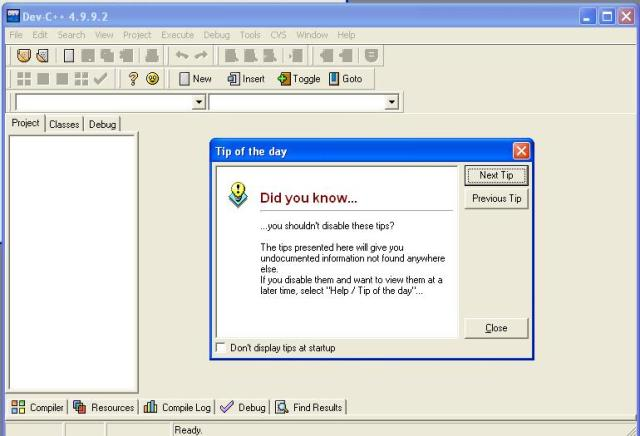 Dev-C++ 4.9.9.2
File Edit Search View Project Execute Debug Tools CVS Window Help
New Insert Toggle Goto
Project Classes Debug
Tip of the day
Did you know...
...you shouldn't disable these tips?
The tips presented here will give you
undocumented information not found anywhere
else.
If you disable them and want to view them at a
later time, select "Help / Tip of the day"...
Next Tip
Previous Tip
Close
Don't display tips at startup
Compiler Resources Compile Log Debug Find Results
Ready.